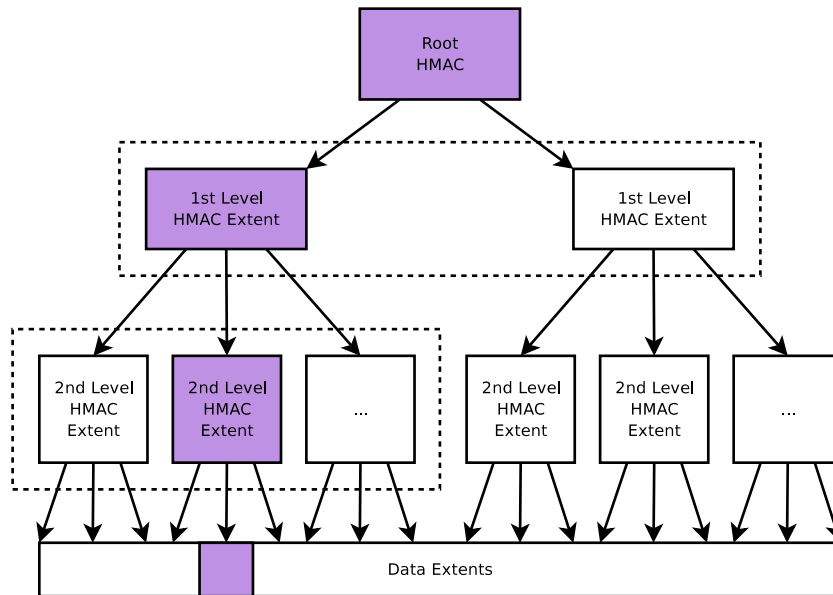 Root
HMAC
1st Level
HMAC Extent
1st Level
HMAC Extent
2nd Level
HMAC
Extent
2nd Level
HMAC
Extent
...
2nd Level
HMAC
Extent
2nd Level
HMAC
Extent
...
Data Extents